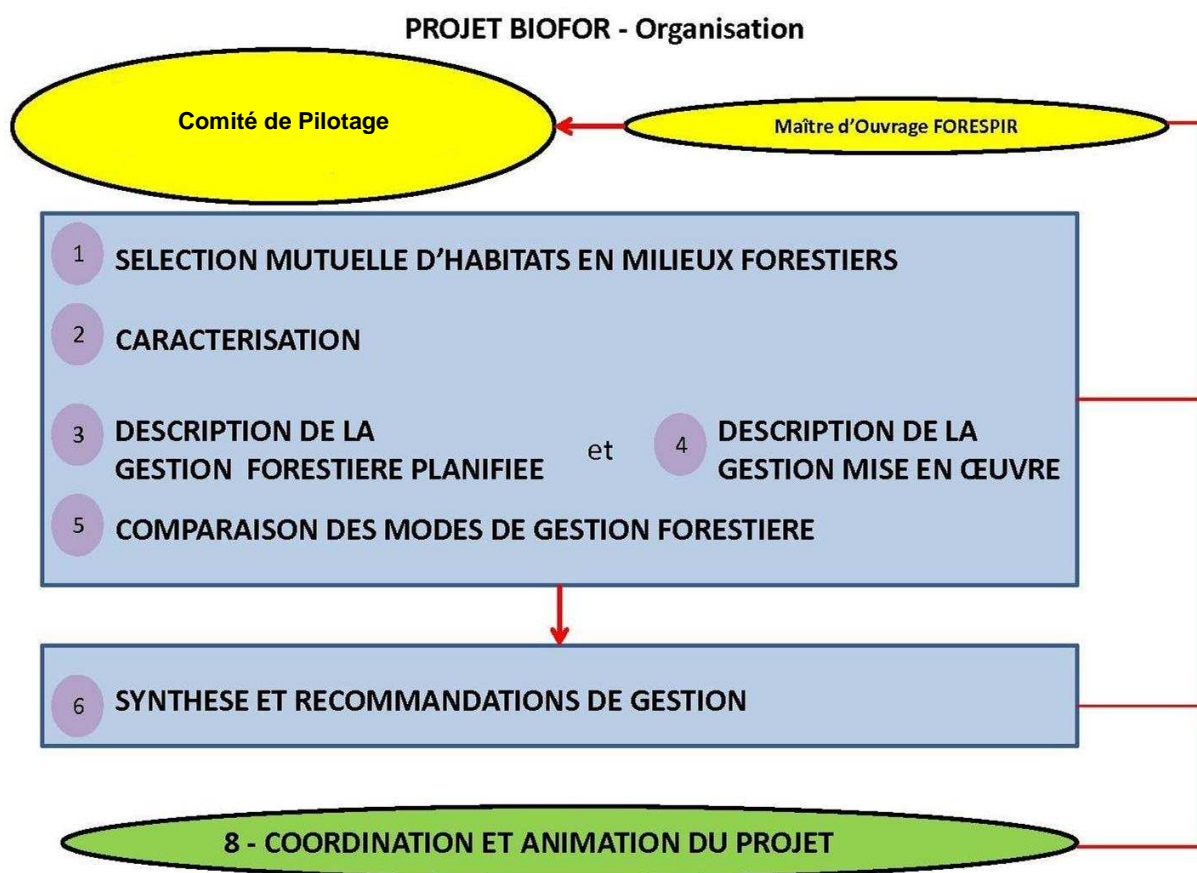 PROJET BIOFOR - Organisation
Comité de Pilotage
Maître d'Ouvrage FORESPIR
1 SELECTION MUTUELLE D'HABITATS EN MILIEUX FORESTIERS
2 CARACTERISATION
3 DESCRIPTION DE LA
GESTION FORESTIERE PLANIFIEE
et
4 DESCRIPTION DE LA
GESTION MISE EN ŒUVRE
5 COMPARAISON DES MODES DE GESTION FORESTIERE
6 SYNTHESE ET RECOMMANDATIONS DE GESTION
8 - COORDINATION ET ANIMATION DU PROJET